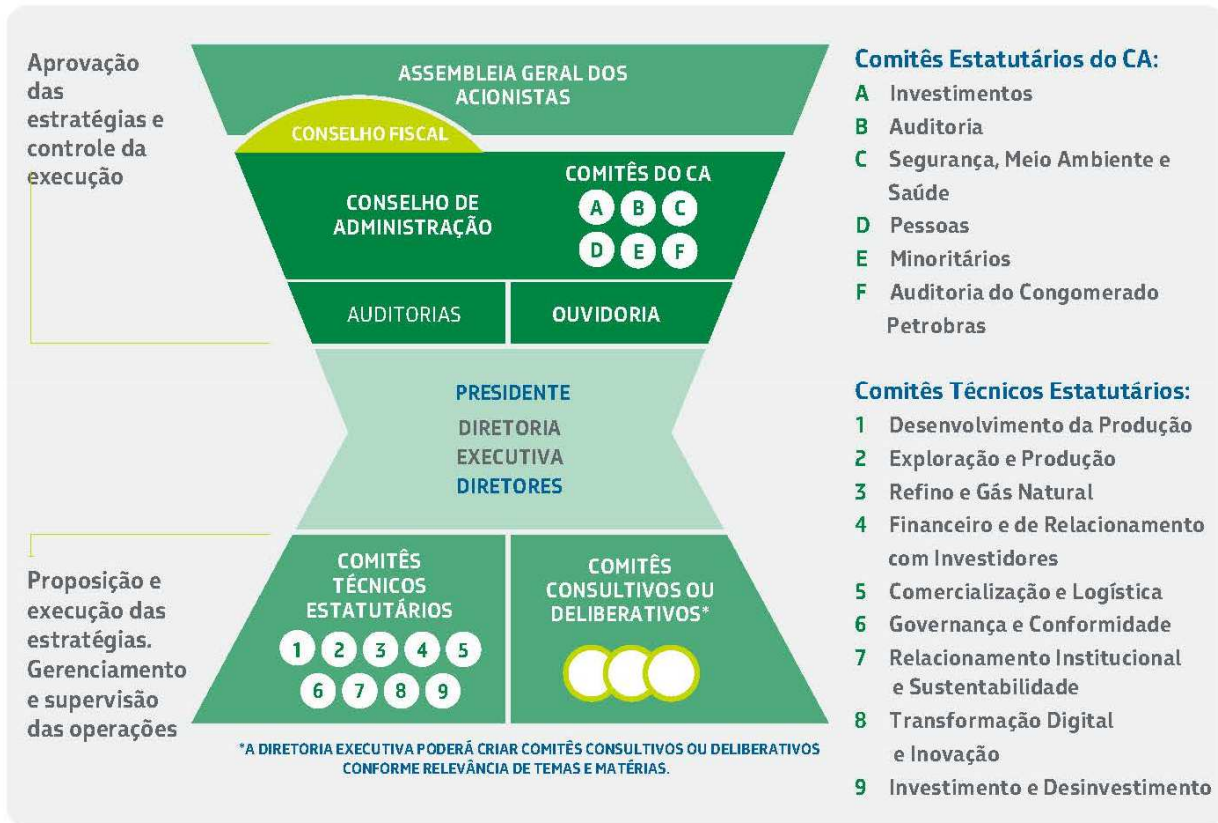 Aprovação
das
estratégias e
controle da
execução
ASSEMBLEIA GERAL DOS
ACIONISTAS
CONSELHO FISCAL
CONSELHO DE
ADMINISTRAÇÃO
COMITÊS DO CA
A B C
D E F
AUDITORIAS
OUVIDORIA
PRESIDENTE
DIRETORIA
EXECUTIVA
DIRETORES
Proposição e
execução das
estratégias.
Gerenciamento
e supervisão
das operações
COMITÊS
TÉCNICOS
ESTATUTÁRIOS
1 2 3 4 5
6 7 8 9
COMITÊS
CONSULTIVOS OU
DELIBERATIVOS*
*A DIRETORIA EXECUTIVA PODERÁ CRIAR COMITÊS CONSULTIVOS OU DELIBERATIVOS
CONFORME RELEVÂNCIA DE TEMAS E MATÉRIAS.
Comitês Estatutários do CA:
A Investimentos
B Auditoria
C Segurança, Meio Ambiente e
Saúde
D Pessoas
E Minoritários
F Auditoria do Congomerado
Petrobras
Comitês Técnicos Estatutários:
1 Desenvolvimento da Produção
2 Exploração e Produção
3 Refino e Gás Natural
4 Financeiro e de Relacionamento
com Investidores
5 Comercialização e Logística
6 Governança e Conformidade
7 Relacionamento Institucional
e Sustentabilidade
8 Transformação Digital
e Inovação
9 Investimento e Desinvestimento